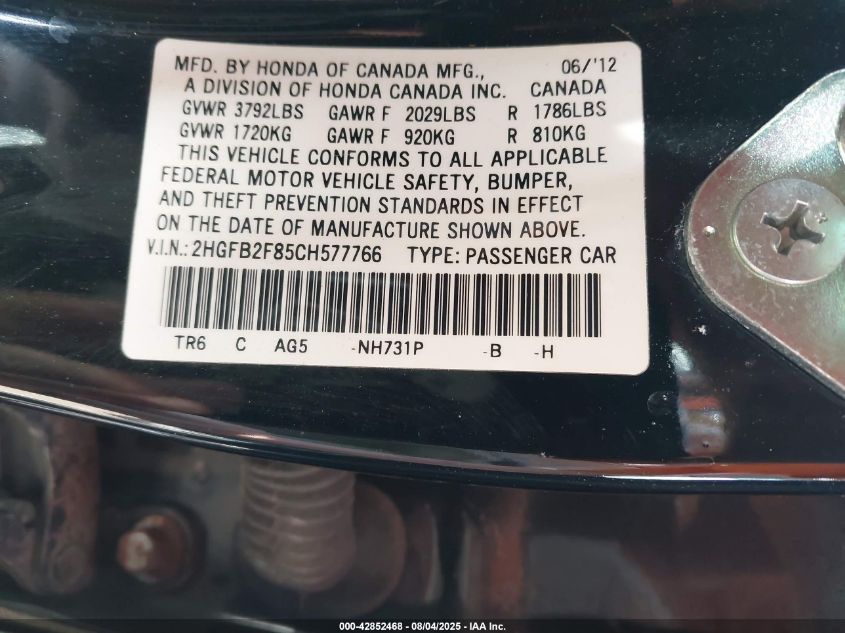 MFD. BY HONDA OF CANADA MFG., 06/'12
A DIVISION OF HONDA CANADA INC. CANADA
GVWR 3792LBS GAWR F 2029LBS R 1786LBS
GVWR 1720KG GAWR F 920KG R 810KG
THIS VEHICLE CONFORMS TO ALL APPLICABLE
FEDERAL MOTOR VEHICLE SAFETY, BUMPER,
AND THEFT PREVENTION STANDARDS IN EFFECT
ON THE DATE OF MANUFACTURE SHOWN ABOVE.
V.I.N.: 2HGFB2F85CH577766 TYPE: PASSENGER CAR
TR6 C AG5 -NH731P -B -H
000-42852468 - 08/04/2025 - IAA Inc.